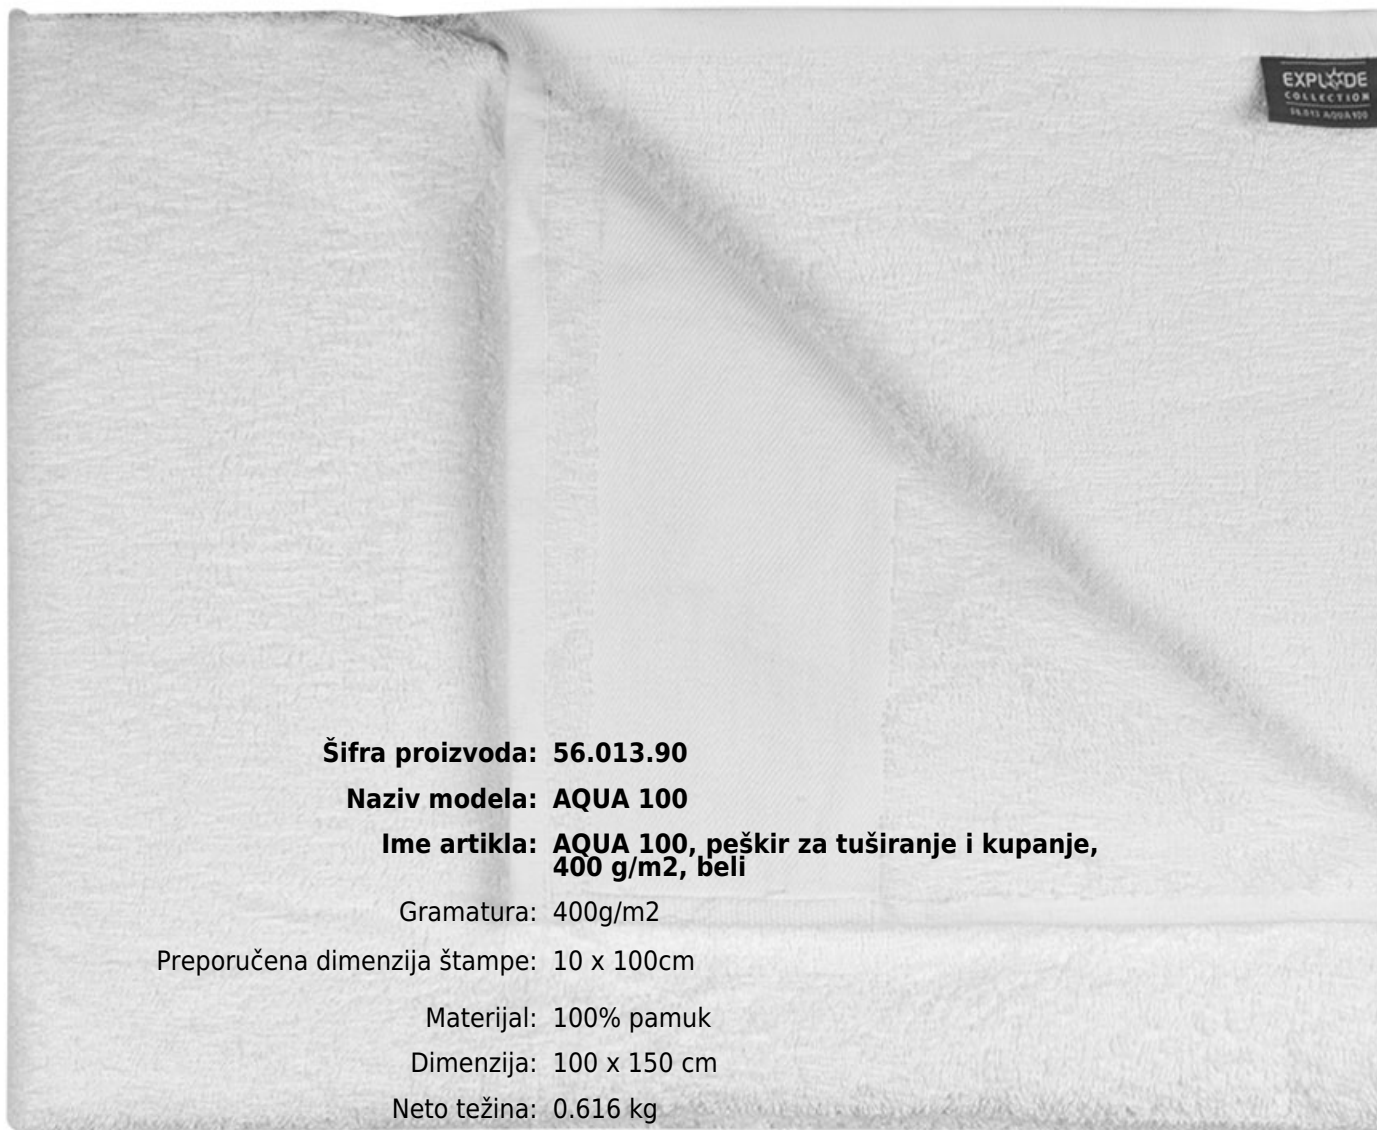 EXPLODE
COLLECTION
AQUA100
Šifra proizvoda: 56.013.90
Naziv modela: AQUA 100
Ime artikla: AQUA 100, peškir za tuširanje i kupanje,
400 g/m2, beli
Gramatura: 400g/m2
Preporučena dimenzija štampe: 10 x 100cm
Materijal: 100% pamuk
Dimenzija: 100 x 150 cm
Neto težina: 0.616 kg